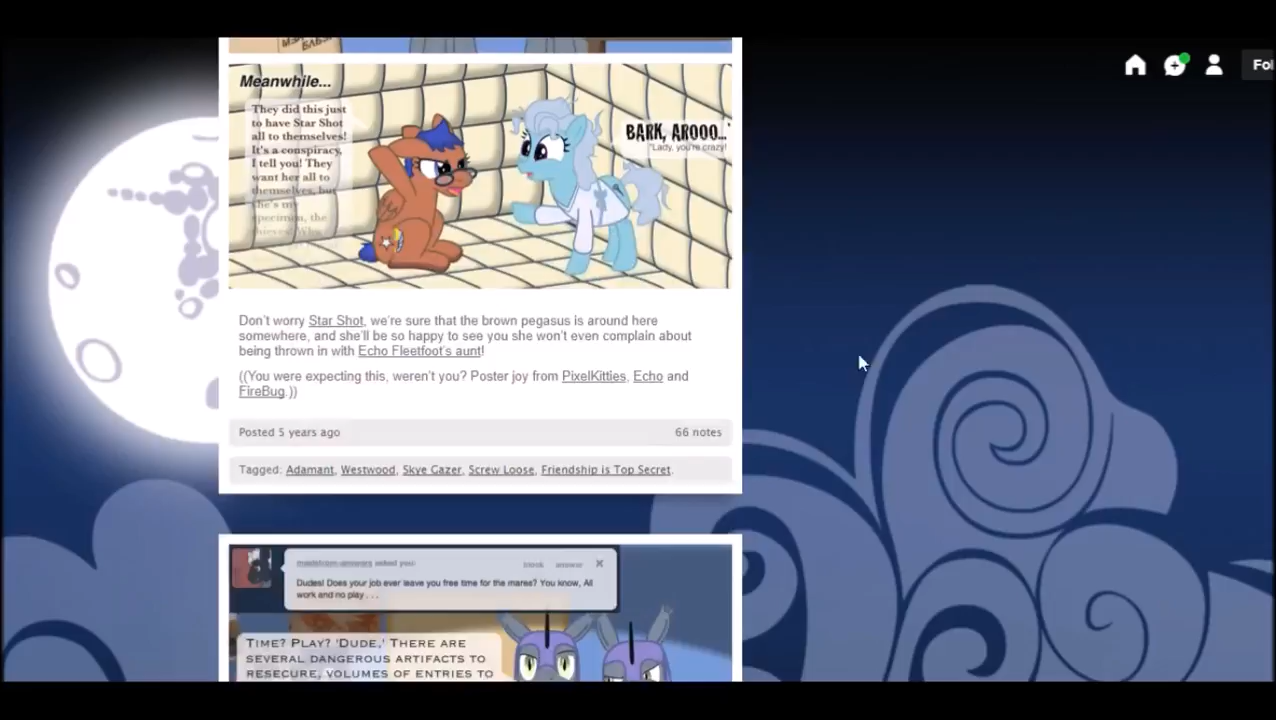 Meanwhile...
They did this just
to have Star Shot
all to themselves!
It's a conspiracy,
I tell you! They
want her all to
themselves, but
she's my
specimen, the
BARK, AROOO..."
"Lady, you're crazy!
Fol
Don't worry Star Shot, we're sure that the brown pegasus is around here
somewhere, and she'll be so happy to see you she won't even complain about
being thrown in with Echo Fleetfoot's aunt!
((You were expecting this, weren't you? Poster joy from PixelKitties, Echo and
FireBug.))
Posted 5 years ago
66 notes
Tagged: Adamant, Westwood, Skye Gazer, Screw Loose, Friendship is Top Secret.
asked you:
block answer
Dudes! Does your job ever leave you free time for the mares? You know, All
work and no play . . .
Time? Play? 'Dude,' There are
several dangerous artifacts to
resecure, volumes of entries to